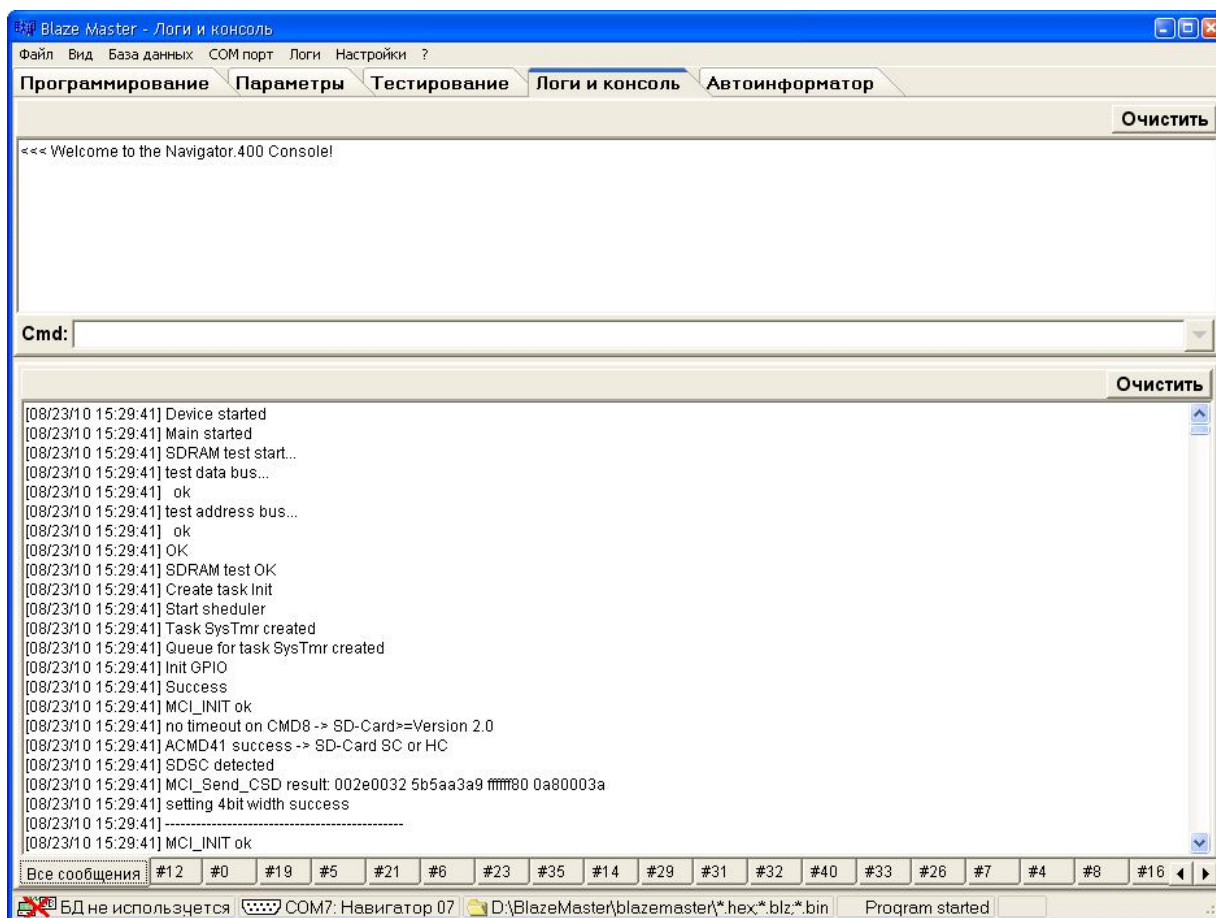 Blaze Master - Логи и консоль
Файл Вид База данных COM порт Логи Настройки ?
Программирование Параметры Тестирование Логи и консоль Автоинформатор
Очистить
<<< Welcome to the Navigator.400 Console!
Cmd:
Очистить
[08/23/10 15:29:41] Device started
[08/23/10 15:29:41] Main started
[08/23/10 15:29:41] SDRAM test start...
[08/23/10 15:29:41] test data bus...
[08/23/10 15:29:41] ok
[08/23/10 15:29:41] test address bus...
[08/23/10 15:29:41] ok
[08/23/10 15:29:41] OK
[08/23/10 15:29:41] SDRAM test OK
[08/23/10 15:29:41] Create task Init
[08/23/10 15:29:41] Start sheduler
[08/23/10 15:29:41] Task SysTmr created
[08/23/10 15:29:41] Queue for task SysTmr created
[08/23/10 15:29:41] Init GPIO
[08/23/10 15:29:41] Success
[08/23/10 15:29:41] MCI_INIT ok
[08/23/10 15:29:41] no timeout on CMD8 -> SD-Card>=Version 2.0
[08/23/10 15:29:41] ACMD41 success -> SD-Card SC or HC
[08/23/10 15:29:41] SDSC detected
[08/23/10 15:29:41] MCI_Send_CSD result: 002e0032 5b5aa3a9 ffffff80 0a80003a
[08/23/10 15:29:41] setting 4bit width success
[08/23/10 15:29:41] ----------------------------------------------
[08/23/10 15:29:41] MCI_INIT ok
Все сообщения #12 #0 #19 #5 #21 #6 #23 #35 #14 #29 #31 #32 #40 #33 #26 #7 #4 #8 #16
БД не используется COM7: Навигатор 07 D:\BlazeMaster\blazemaster\*.hex;*.blz;*.bin Program started